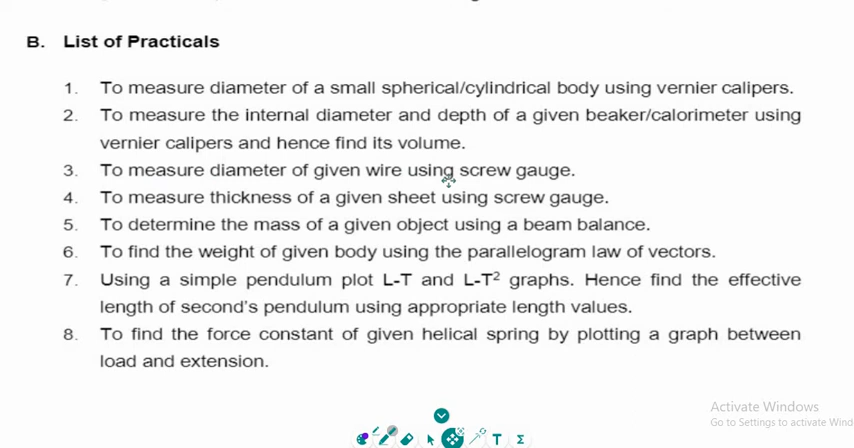 B. List of Practicals
1. To measure diameter of a small spherical/cylindrical body using vernier calipers.
2. To measure the internal diameter and depth of a given beaker/calorimeter using
vernier calipers and hence find its volume.
3. To measure diameter of given wire using screw gauge.
4. To measure thickness of a given sheet using screw gauge.
5. To determine the mass of a given object using a beam balance.
6. To find the weight of given body using the parallelogram law of vectors.
7. Using a simple pendulum plot L-T and L-T² graphs. Hence find the effective
length of second's pendulum using appropriate length values.
8. To find the force constant of given helical spring by plotting a graph between
load and extension.
Activate Windows
Go to Settings to activate Wind
T Σ